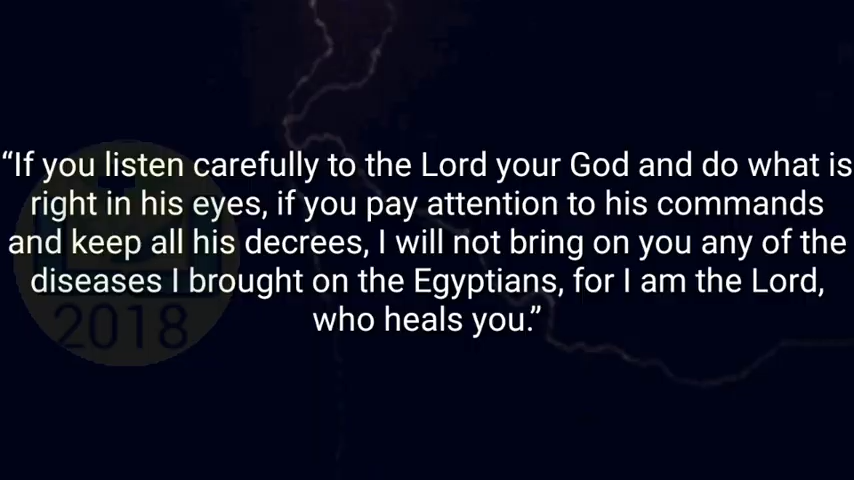 “If you listen carefully to the Lord your God and do what is
right in his eyes, if you pay attention to his commands
and keep all his decrees, I will not bring on you any of the
diseases I brought on the Egyptians, for I am the Lord,
who heals you.”
2018